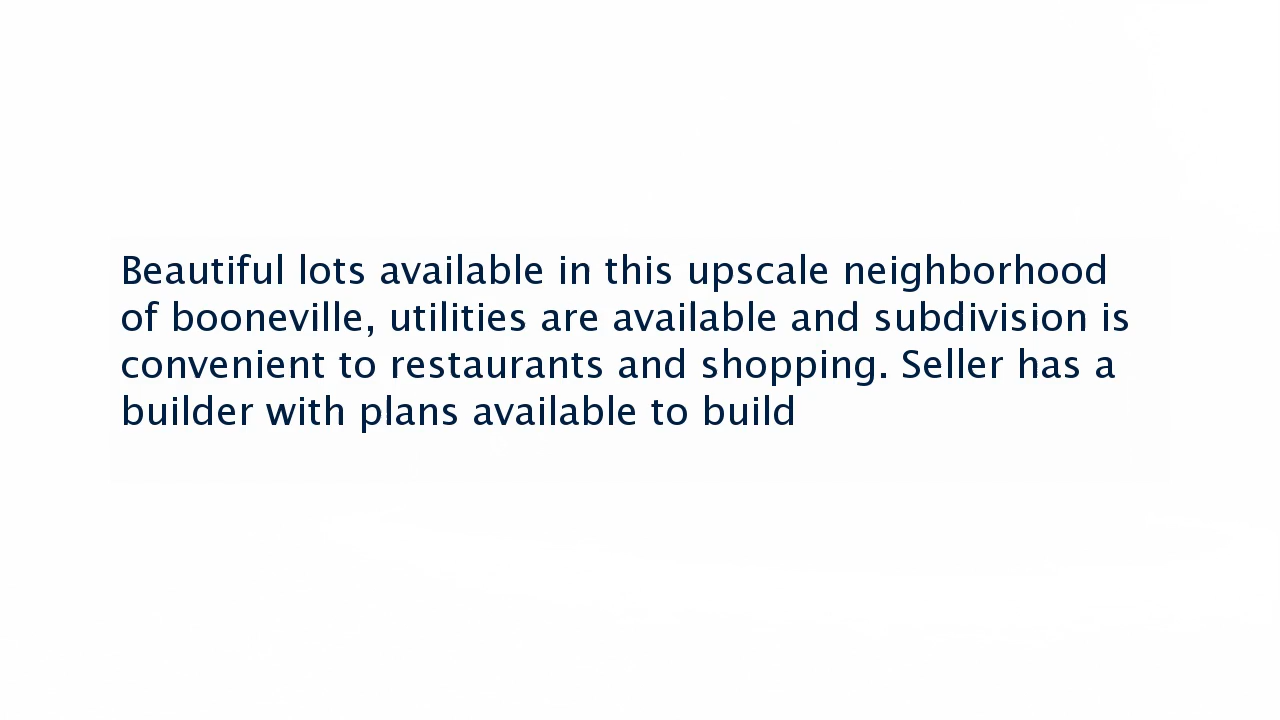 Beautiful lots available in this upscale neighborhood
of booneville, utilities are available and subdivision is
convenient to restaurants and shopping. Seller has a
builder with plans available to build